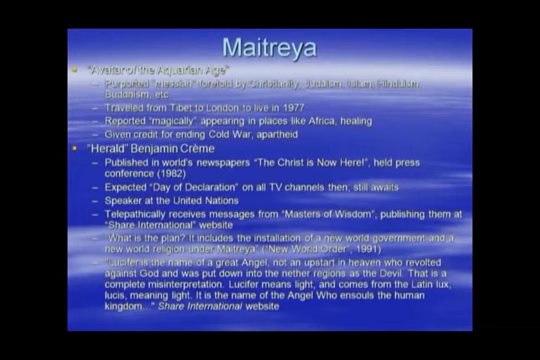 Maitreya
"Avatar of the Aquarian Age"
– Purported "messiah" foretold by Christianity, Judaism, Islam, Hinduism,
Buddhism, etc
– Traveled from Tibet to London to live in 1977
– Reported "magically" appearing in places like Africa, healing
– Given credit for ending Cold War, apartheid
"Herald" Benjamin Crème
– Published in world's newspapers "The Christ is Now Here!", held press
conference (1982)
– Expected "Day of Declaration" on all TV channels then, still awaits
– Speaker at the United Nations
– Telepathically receives messages from "Masters of Wisdom", publishing them at
"Share International" website
– "What is the plan? It includes the installation of a new world government and a
new world religion under Maitreya" ("New World Order", 1991)
– "Lucifer is the name of a great Angel, not an upstart in heaven who revolted
against God and was put down into the nether regions as the Devil. That is a
complete misinterpretation. Lucifer means light, and comes from the Latin lux,
lucis, meaning light. It is the name of the Angel Who ensouls the human
kingdom..." Share International website